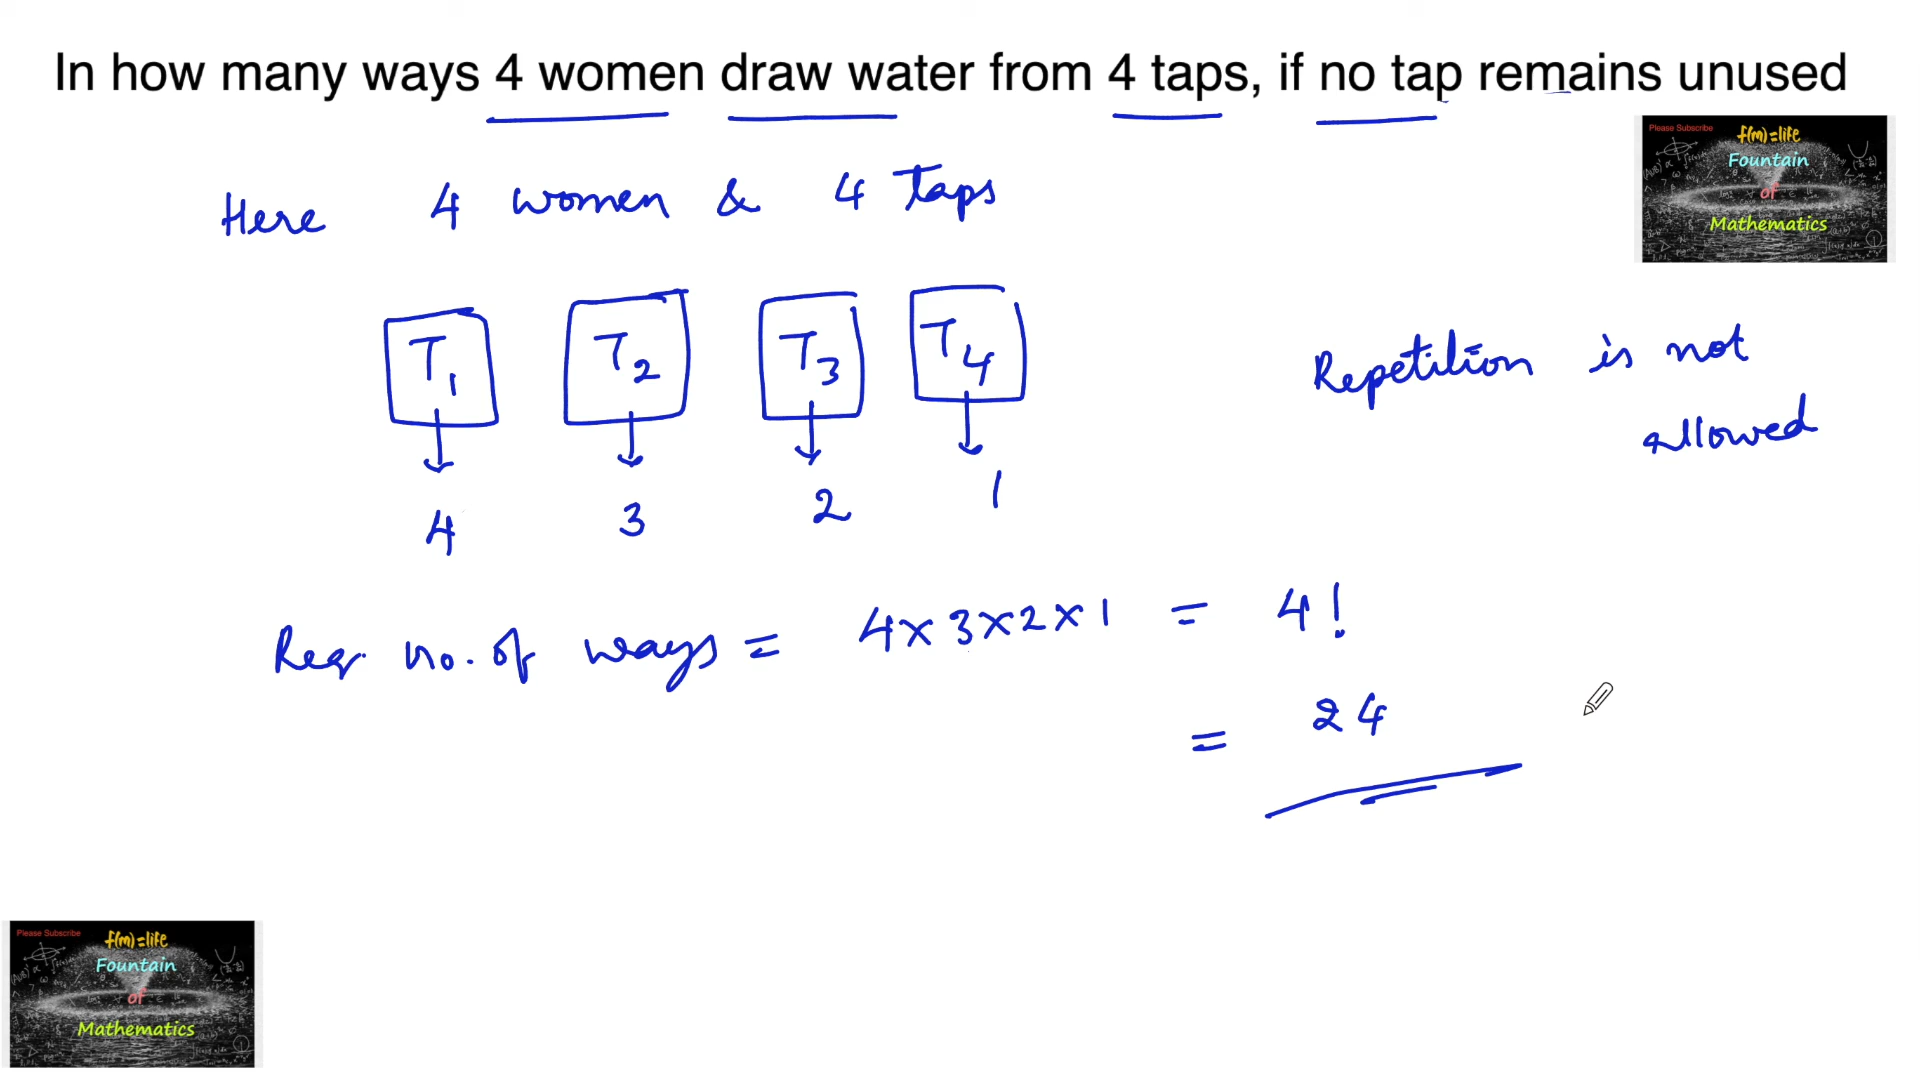 In how many ways 4 women draw water from 4 taps, if no tap remains unused
Please Subscribe
f(m)=life
Fountain
of
Mathematics
Here 4 women & 4 taps
T1 T2 T3 T4
Repetition is not
allowed
4 3 2 1
Req. no. of ways = 4 x 3 x 2 x 1 = 4!
= 24
Please Subscribe
f(m)=life
Fountain
of
Mathematics